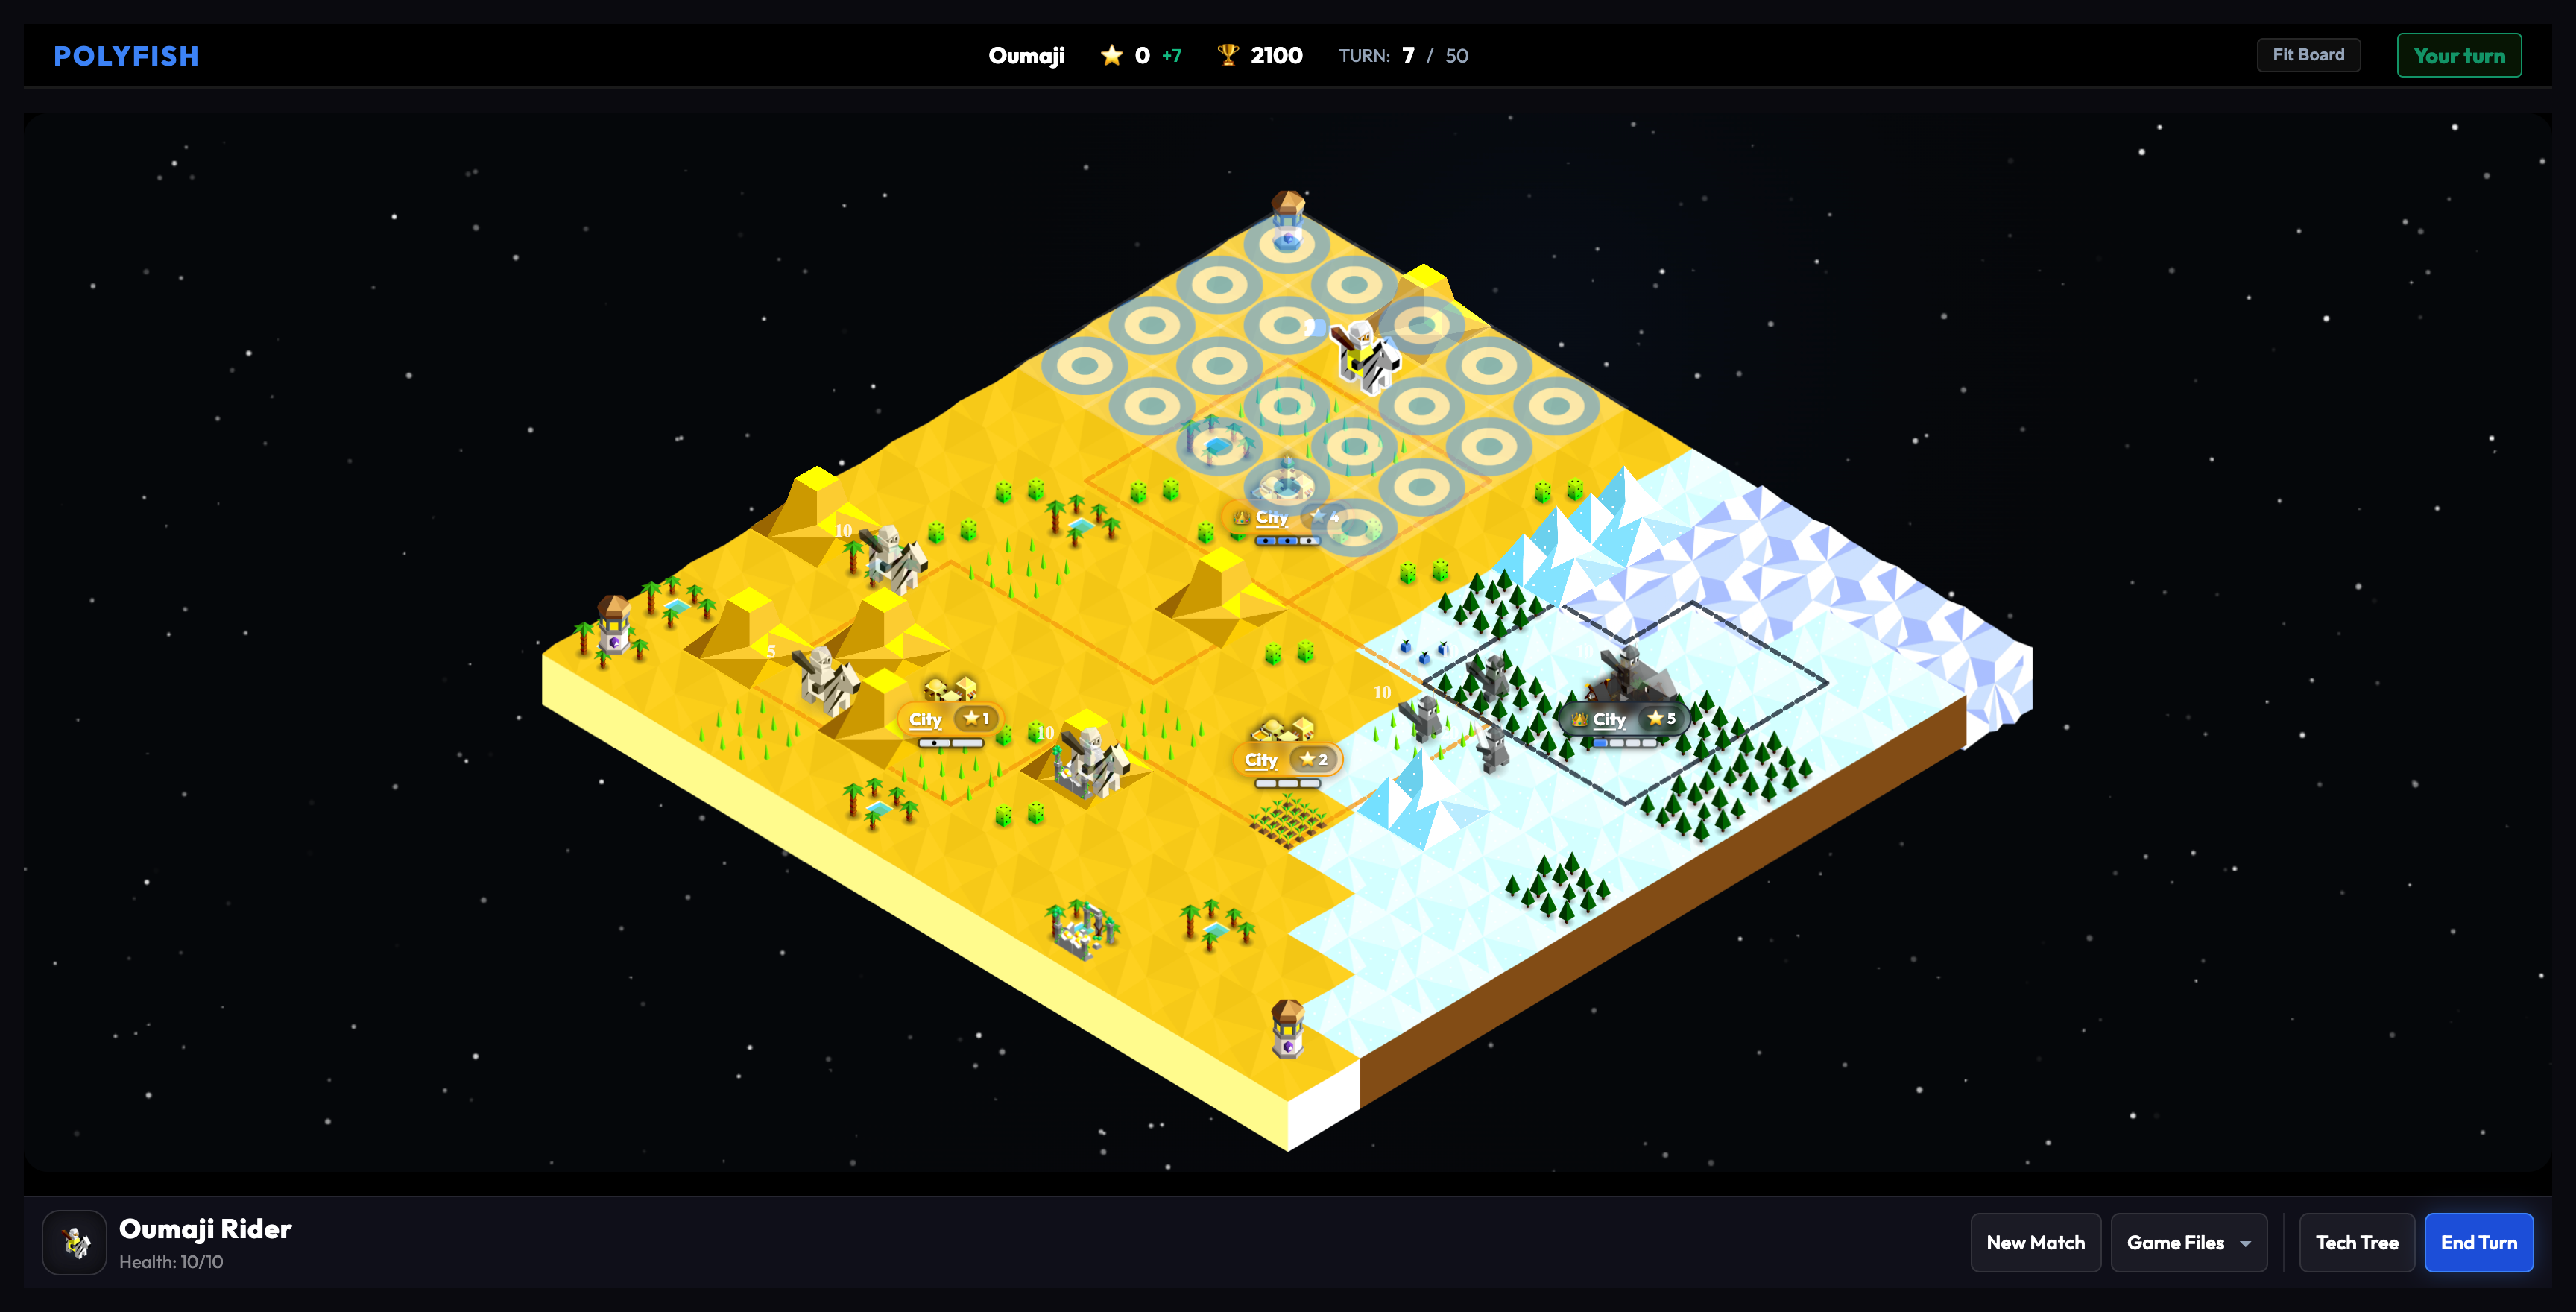 POLYFISH
Oumaji 0 +7 2100 TURN: 7 / 50
Fit Board
Your turn
City 4
10
5
City 1
10
10
City 2
City 5
Oumaji Rider
Health: 10/10
New Match
Game Files
Tech Tree
End Turn